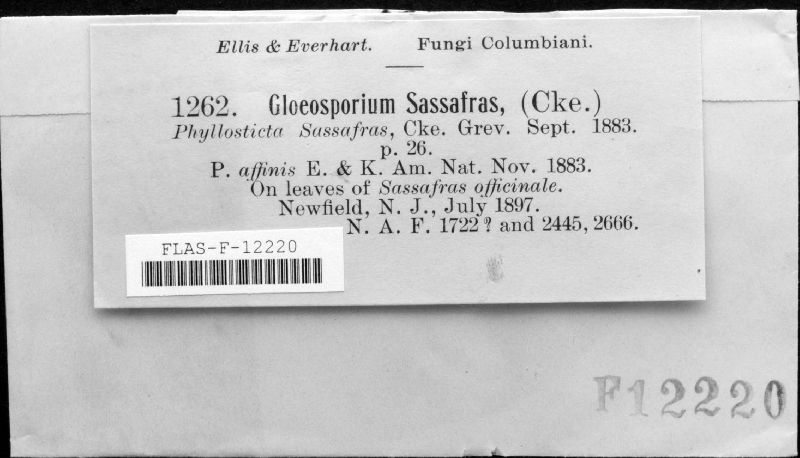 Ellis & Everhart. Fungi Columbiani.
1262. Gloeosporium Sassafras, (Cke.)
Phyllosticta Sassafras, Cke. Grev. Sept. 1883.
p. 26.
P. affinis E. & K. Am. Nat. Nov. 1883.
On leaves of Sassafras officinale.
Newfield, N. J., July 1897.
N. A. F. 1722? and 2445, 2666.
FLAS-F-12220
F12220